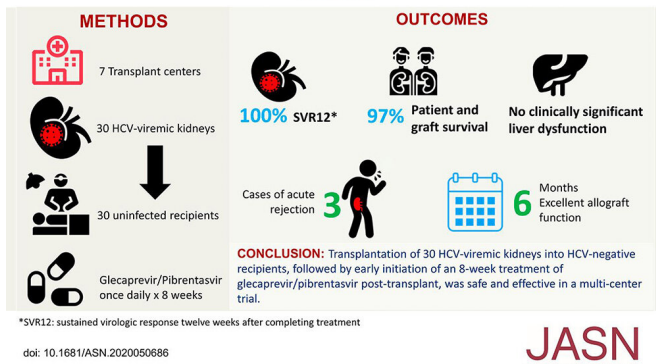 METHODS
7 Transplant centers
30 HCV-viremic kidneys
30 uninfected recipients
Glecaprevir/Pibrentasvir
once daily x 8 weeks
OUTCOMES
100% SVR12*
97% Patient and
graft survival
No clinically significant
liver dysfunction
Cases of acute
rejection 3
6 Months
Excellent allograft
function
CONCLUSION: Transplantation of 30 HCV-viremic kidneys into HCV-negative
recipients, followed by early initiation of an 8-week treatment of
glecaprevir/pibrentasvir post-transplant, was safe and effective in a multi-center
trial.
*SVR12: sustained virologic response twelve weeks after completing treatment
doi: 10.1681/ASN.2020050686
JASN